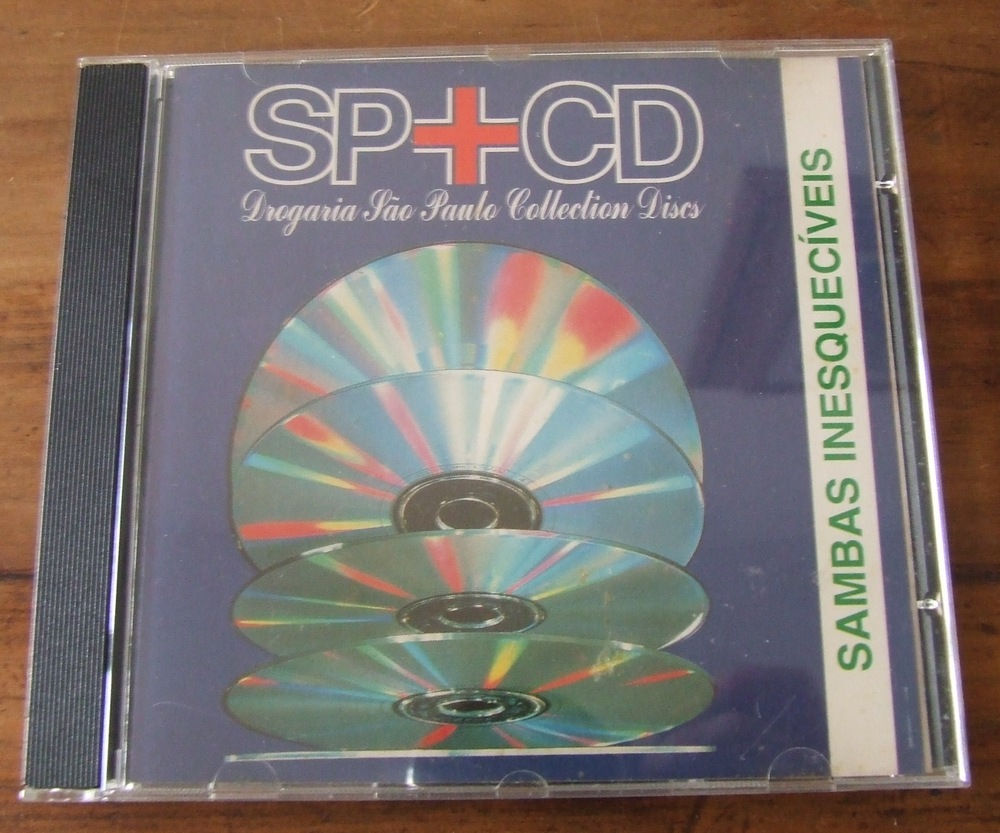 SP+CD
Drogaria São Paulo Collection Discs
SAMBAS INESQUECÍVEIS